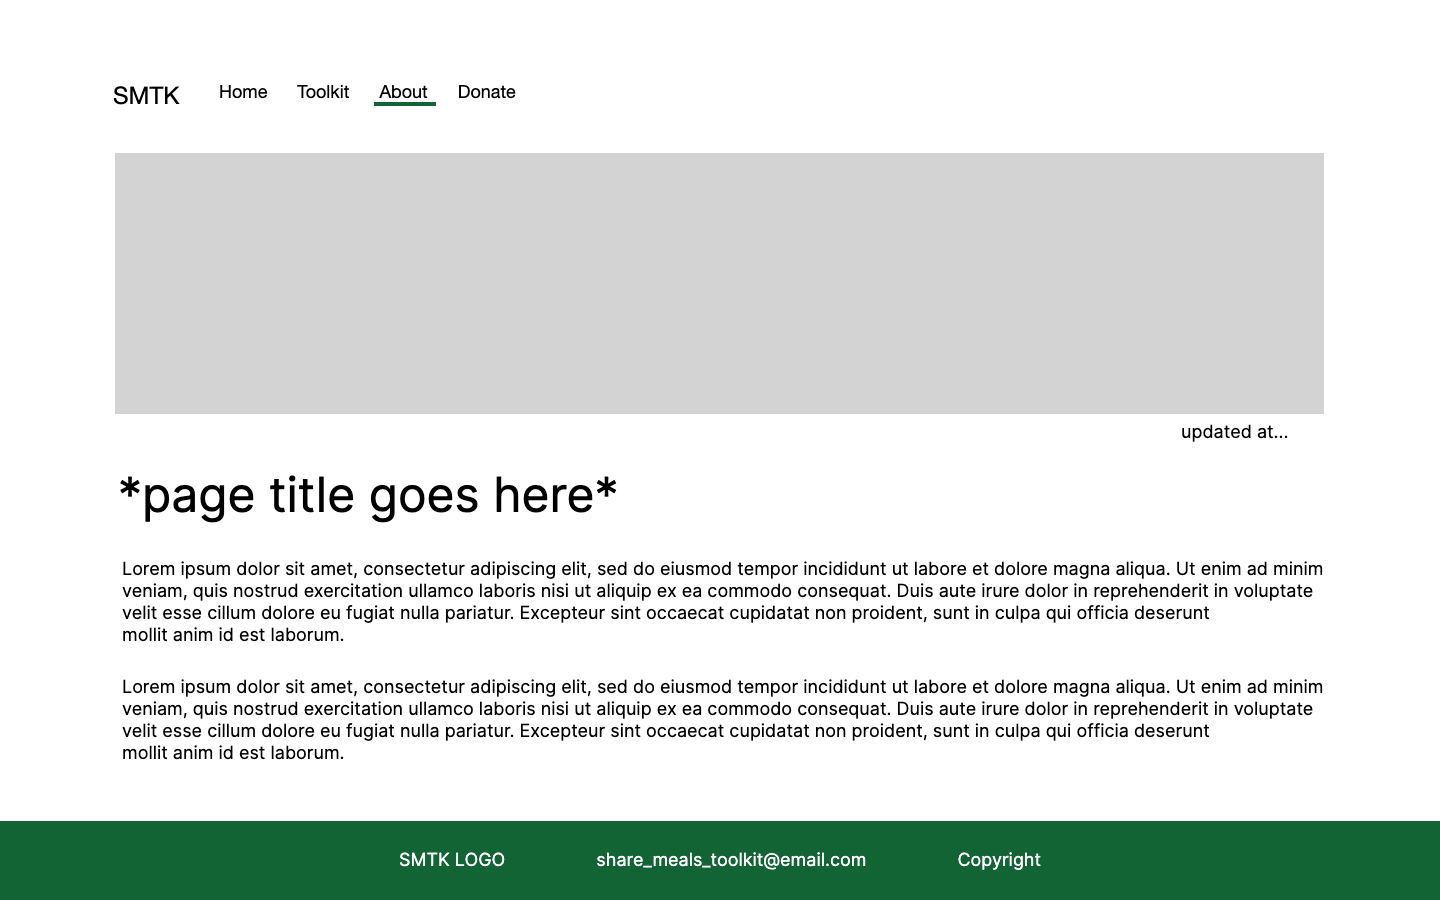 SMTK Home Toolkit About Donate
updated at...
*page title goes here*
Lorem ipsum dolor sit amet, consectetur adipiscing elit, sed do eiusmod tempor incididunt ut labore et dolore magna aliqua. Ut enim ad minim
veniam, quis nostrud exercitation ullamco laboris nisi ut aliquip ex ea commodo consequat. Duis aute irure dolor in reprehenderit in voluptate
velit esse cillum dolore eu fugiat nulla pariatur. Excepteur sint occaecat cupidatat non proident, sunt in culpa qui officia deserunt
mollit anim id est laborum.
Lorem ipsum dolor sit amet, consectetur adipiscing elit, sed do eiusmod tempor incididunt ut labore et dolore magna aliqua. Ut enim ad minim
veniam, quis nostrud exercitation ullamco laboris nisi ut aliquip ex ea commodo consequat. Duis aute irure dolor in reprehenderit in voluptate
velit esse cillum dolore eu fugiat nulla pariatur. Excepteur sint occaecat cupidatat non proident, sunt in culpa qui officia deserunt
mollit anim id est laborum.
SMTK LOGO share_meals_toolkit@email.com Copyright